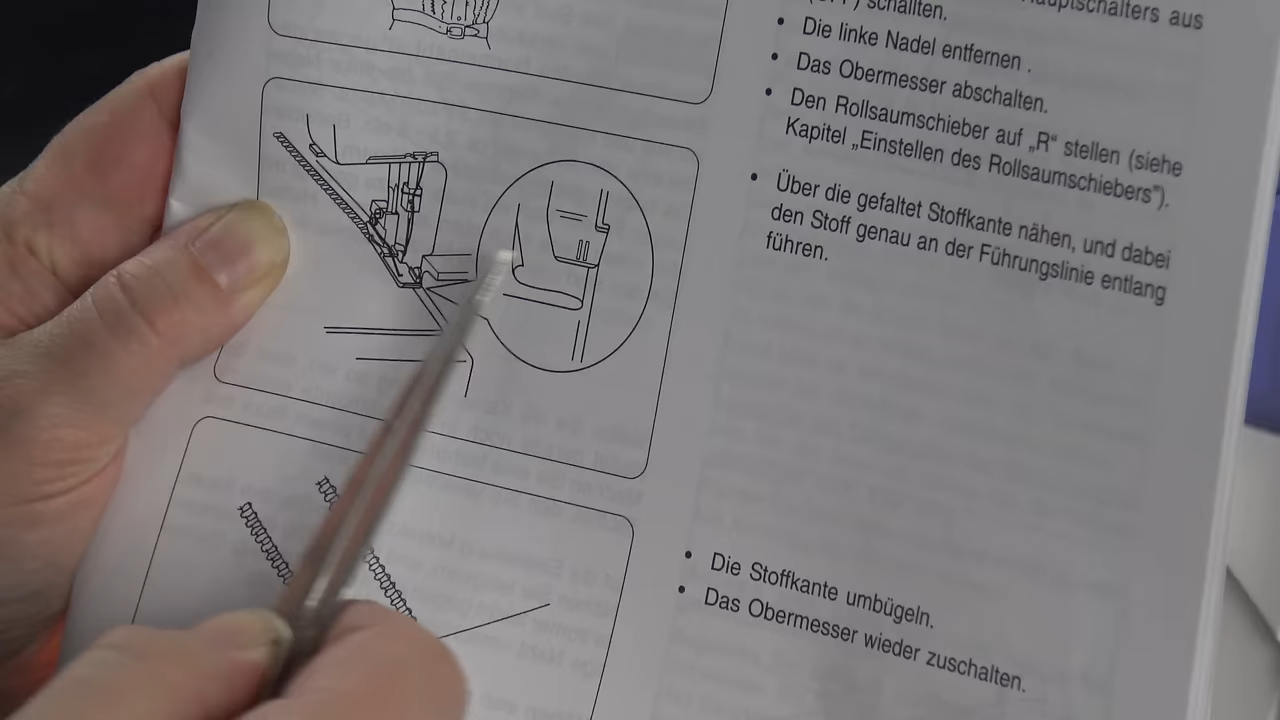 Hauptschalters aus
schalten.
• Die linke Nadel entfernen .
• Das Obermesser abschalten.
• Den Rollsaumschieber auf „R“ stellen (siehe
Kapitel „Einstellen des Rollsaumschiebers”).
• Über die gefaltet Stoffkante nähen, und dabei
den Stoff genau an der Führungslinie entlang
führen.
• Die Stoffkante umbügeln.
• Das Obermesser wieder zuschalten.